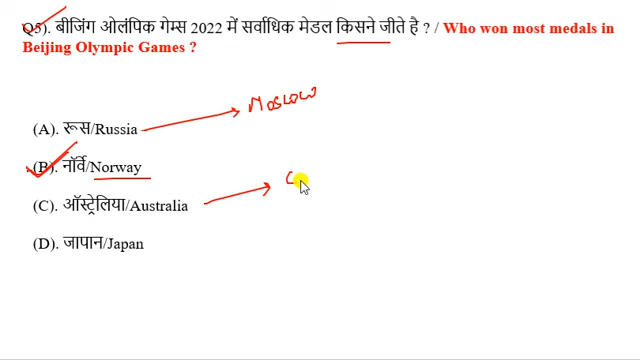 Q5). बीजिंग ओलंपिक गेम्स 2022 में सर्वाधिक मेडल किसने जीते है ? / Who won most medals in
Beijing Olympic Games ?
Moscow
(A). रूस/Russia
(B). नॉर्वे/Norway
(C). ऑस्ट्रेलिया/Australia
(D). जापान/Japan